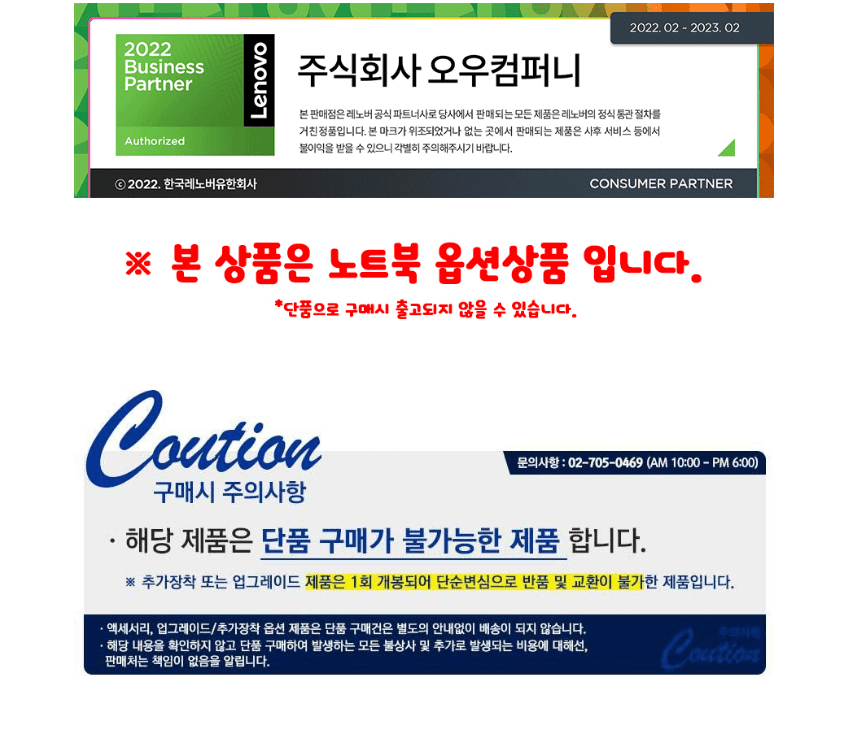 2022. 02 ~ 2023. 02
2022
Business
Partner
Lenovo
Authorized
주식회사 오우컴퍼니
본 판매점은 레노버 공식 파트너사로 당사에서 판매되는 모든 제품은 레노버의 정식 통관 절차를
거친 정품입니다. 본 마크가 위조되었거나 없는 곳에서 판매되는 제품은 사후 서비스 등에서
불이익을 받을 수 있으니 각별히 주의해주시기 바랍니다.
ⓒ 2022. 한국레노버유한회사
CONSUMER PARTNER
※ 본 상품은 노트북 옵션상품 입니다.
*단품으로 구매시 출고되지 않을 수 있습니다.
Coution
구매시 주의사항
문의사항 : 02-705-0469 (AM 10:00 - PM 6:00)
· 해당 제품은 단품 구매가 불가능한 제품 합니다.
※ 추가장착 또는 업그레이드 제품은 1회 개봉되어 단순변심으로 반품 및 교환이 불가한 제품입니다.
· 액세서리, 업그레이드/추가장착 옵션 제품은 단품 구매건은 별도의 안내없이 배송이 되지 않습니다.
· 해당 내용을 확인하지 않고 단품 구매하여 발생하는 모든 불상사 및 추가로 발생되는 비용에 대해선,
판매처는 책임이 없음을 알립니다.
주의사항
Coution